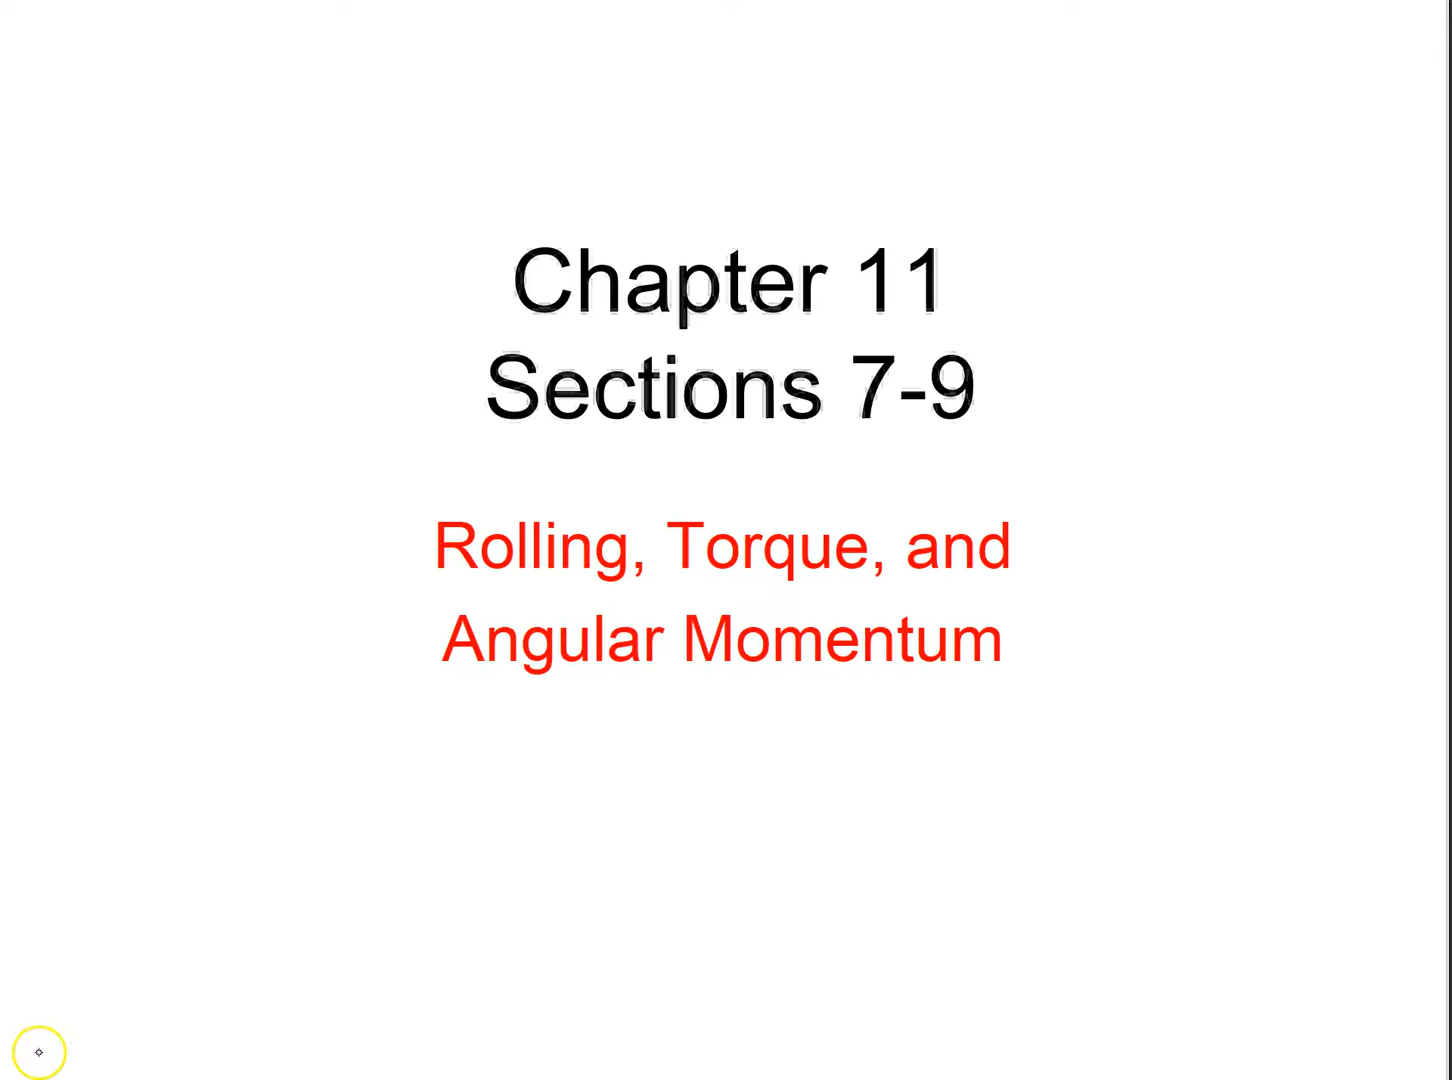 Chapter 11
Sections 7-9
Rolling, Torque, and
Angular Momentum